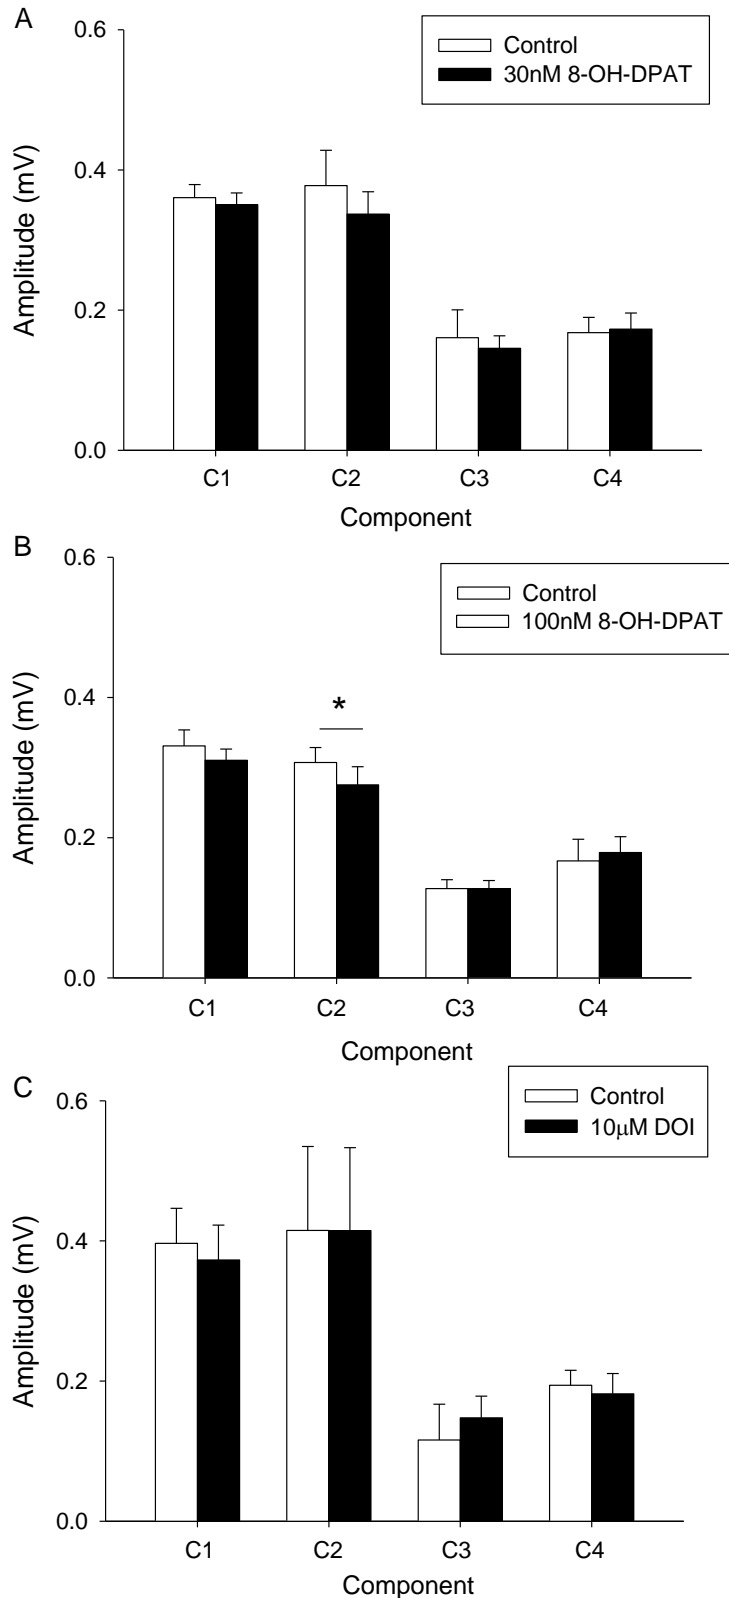 A
0.6
Control
30nM 8-OH-DPAT
0.4
Amplitude (mV)
0.2
0.0
C1 C2 C3 C4
Component
B
0.6
Control
100nM 8-OH-DPAT
*
0.4
Amplitude (mV)
0.2
0.0
C1 C2 C3 C4
Component
C
0.6
Control
10μM DOI
0.4
Amplitude (mV)
0.2
0.0
C1 C2 C3 C4
Component